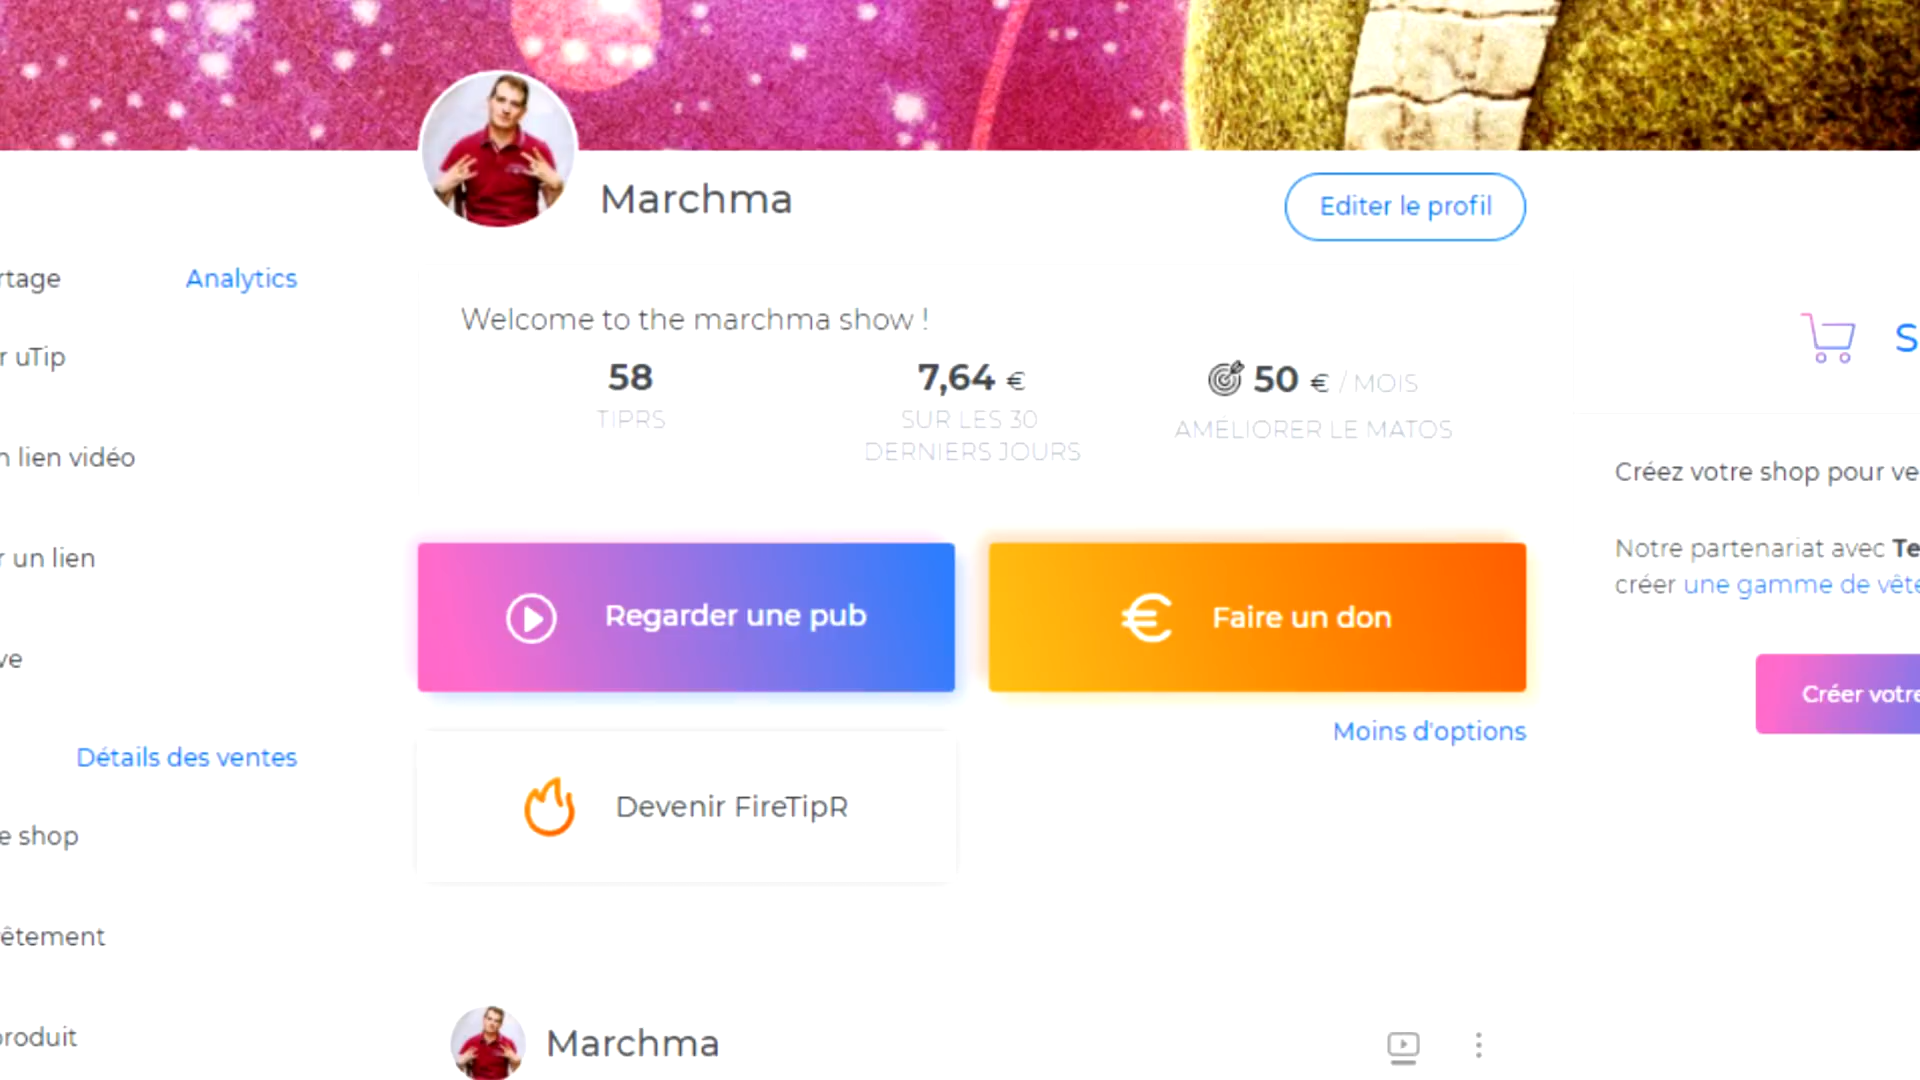 Marchma
Editer le profil
rtage
Analytics
Welcome to the marchma show !
r uTip
S
58
7,64 €
50 € / MOIS
TIPRS
SUR LES 30
DERNIERS JOURS
AMÉLIORER LE MATOS
n lien vidéo
Créez votre shop pour ve
r un lien
Notre partenariat avec Te
créer une gamme de vête
Regarder une pub
Faire un don
ve
Créer votre
Moins d'options
Détails des ventes
Devenir FireTipR
e shop
êtement
Marchma
produit